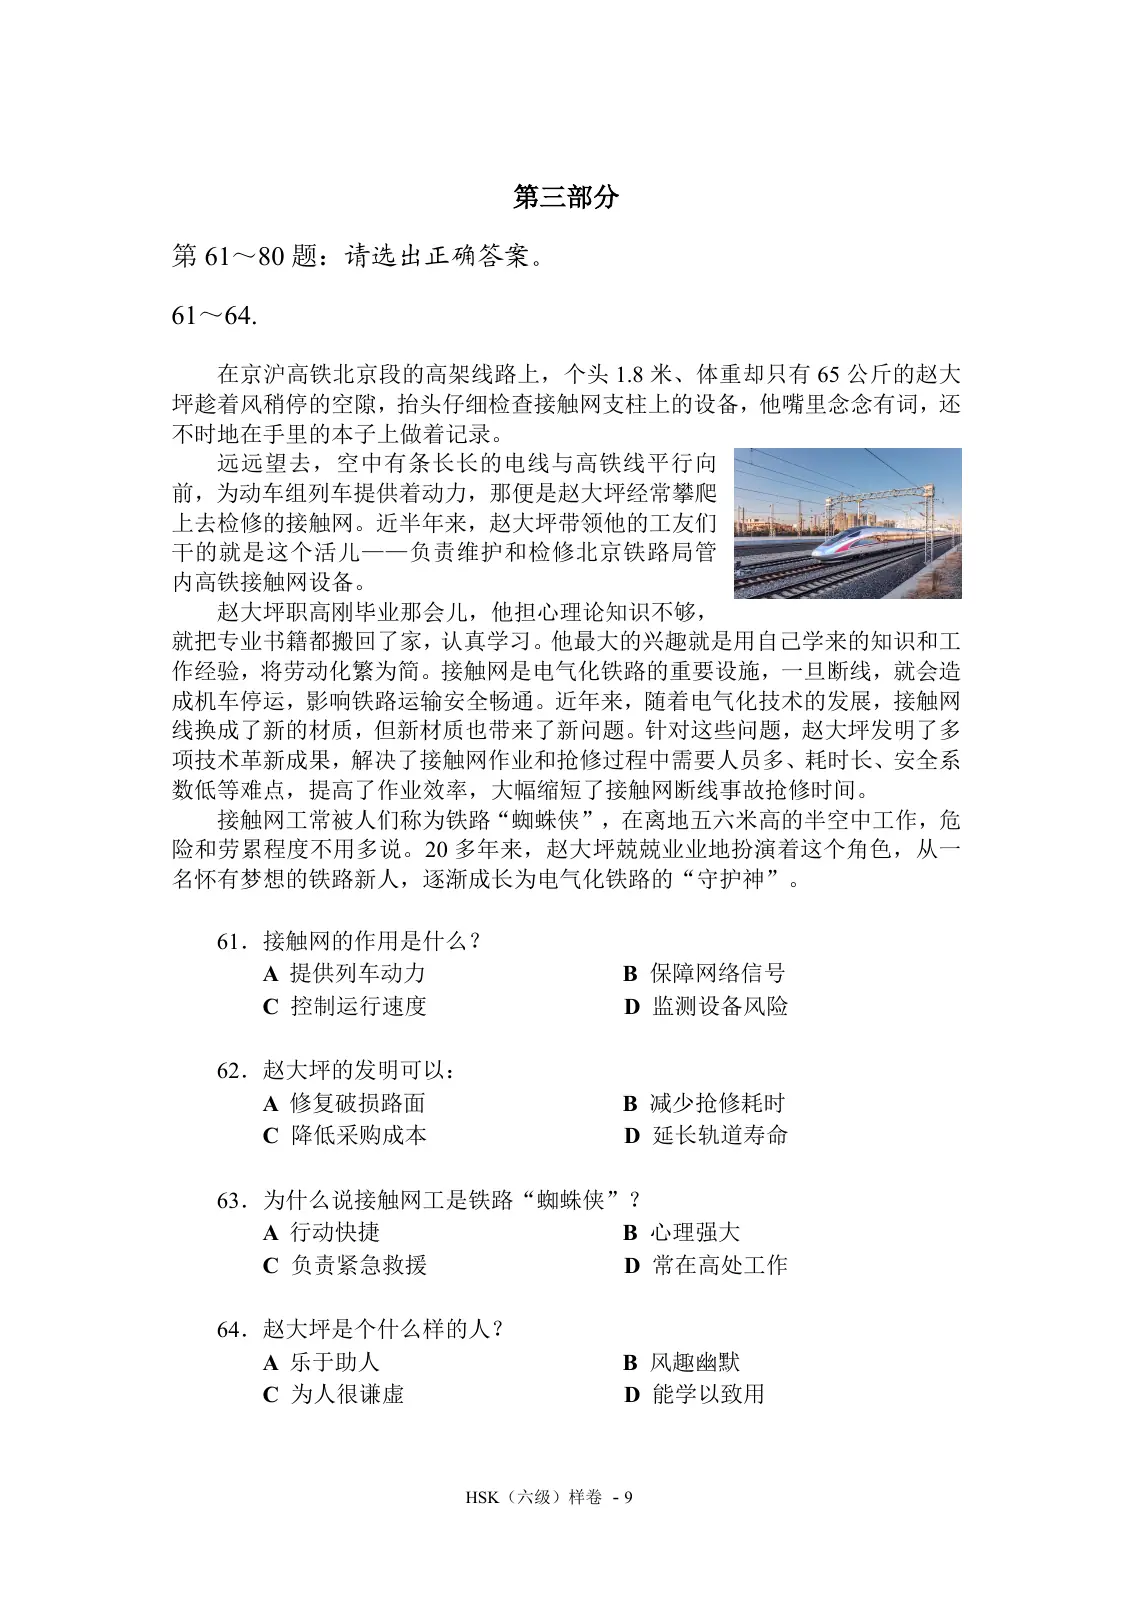 第三部分
第 61～80 题：请选出正确答案。
61～64.
在京沪高铁北京段的高架线路上，个头 1.8 米、体重却只有 65 公斤的赵大
坪趁着风稍停的空隙，抬头仔细检查接触网支柱上的设备，他嘴里念念有词，还
不时地在手里的本子上做着记录。
远远望去，空中有条长长的电线与高铁线平行向
前，为动车组列车提供着动力，那便是赵大坪经常攀爬
上去检修的接触网。近半年来，赵大坪带领他的工友们
干的就是这个活儿——负责维护和检修北京铁路局管
内高铁接触网设备。
赵大坪职高刚毕业那会儿，他担心理论知识不够，
就把专业书籍都搬回了家，认真学习。他最大的兴趣就是用自己学来的知识和工
作经验，将劳动化繁为简。接触网是电气化铁路的重要设施，一旦断线，就会造
成机车停运，影响铁路运输安全畅通。近年来，随着电气化技术的发展，接触网
线换成了新的材质，但新材质也带来了新问题。针对这些问题，赵大坪发明了多
项技术革新成果，解决了接触网作业和抢修过程中需要人员多、耗时长、安全系
数低等难点，提高了作业效率，大幅缩短了接触网断线事故抢修时间。
接触网工常被人们称为铁路“蜘蛛侠”，在离地五六米高的半空中工作，危
险和劳累程度不用多说。20 多年来，赵大坪兢兢业业地扮演着这个角色，从一
名怀有梦想的铁路新人，逐渐成长为电气化铁路的“守护神”。
61．接触网的作用是什么？
A 提供列车动力 B 保障网络信号
C 控制运行速度 D 监测设备风险
62．赵大坪的发明可以：
A 修复破损路面 B 减少抢修耗时
C 降低采购成本 D 延长轨道寿命
63．为什么说接触网工是铁路“蜘蛛侠”？
A 行动快捷 B 心理强大
C 负责紧急救援 D 常在高处工作
64．赵大坪是个什么样的人？
A 乐于助人 B 风趣幽默
C 为人很谦虚 D 能学以致用
HSK（六级）样卷 - 9